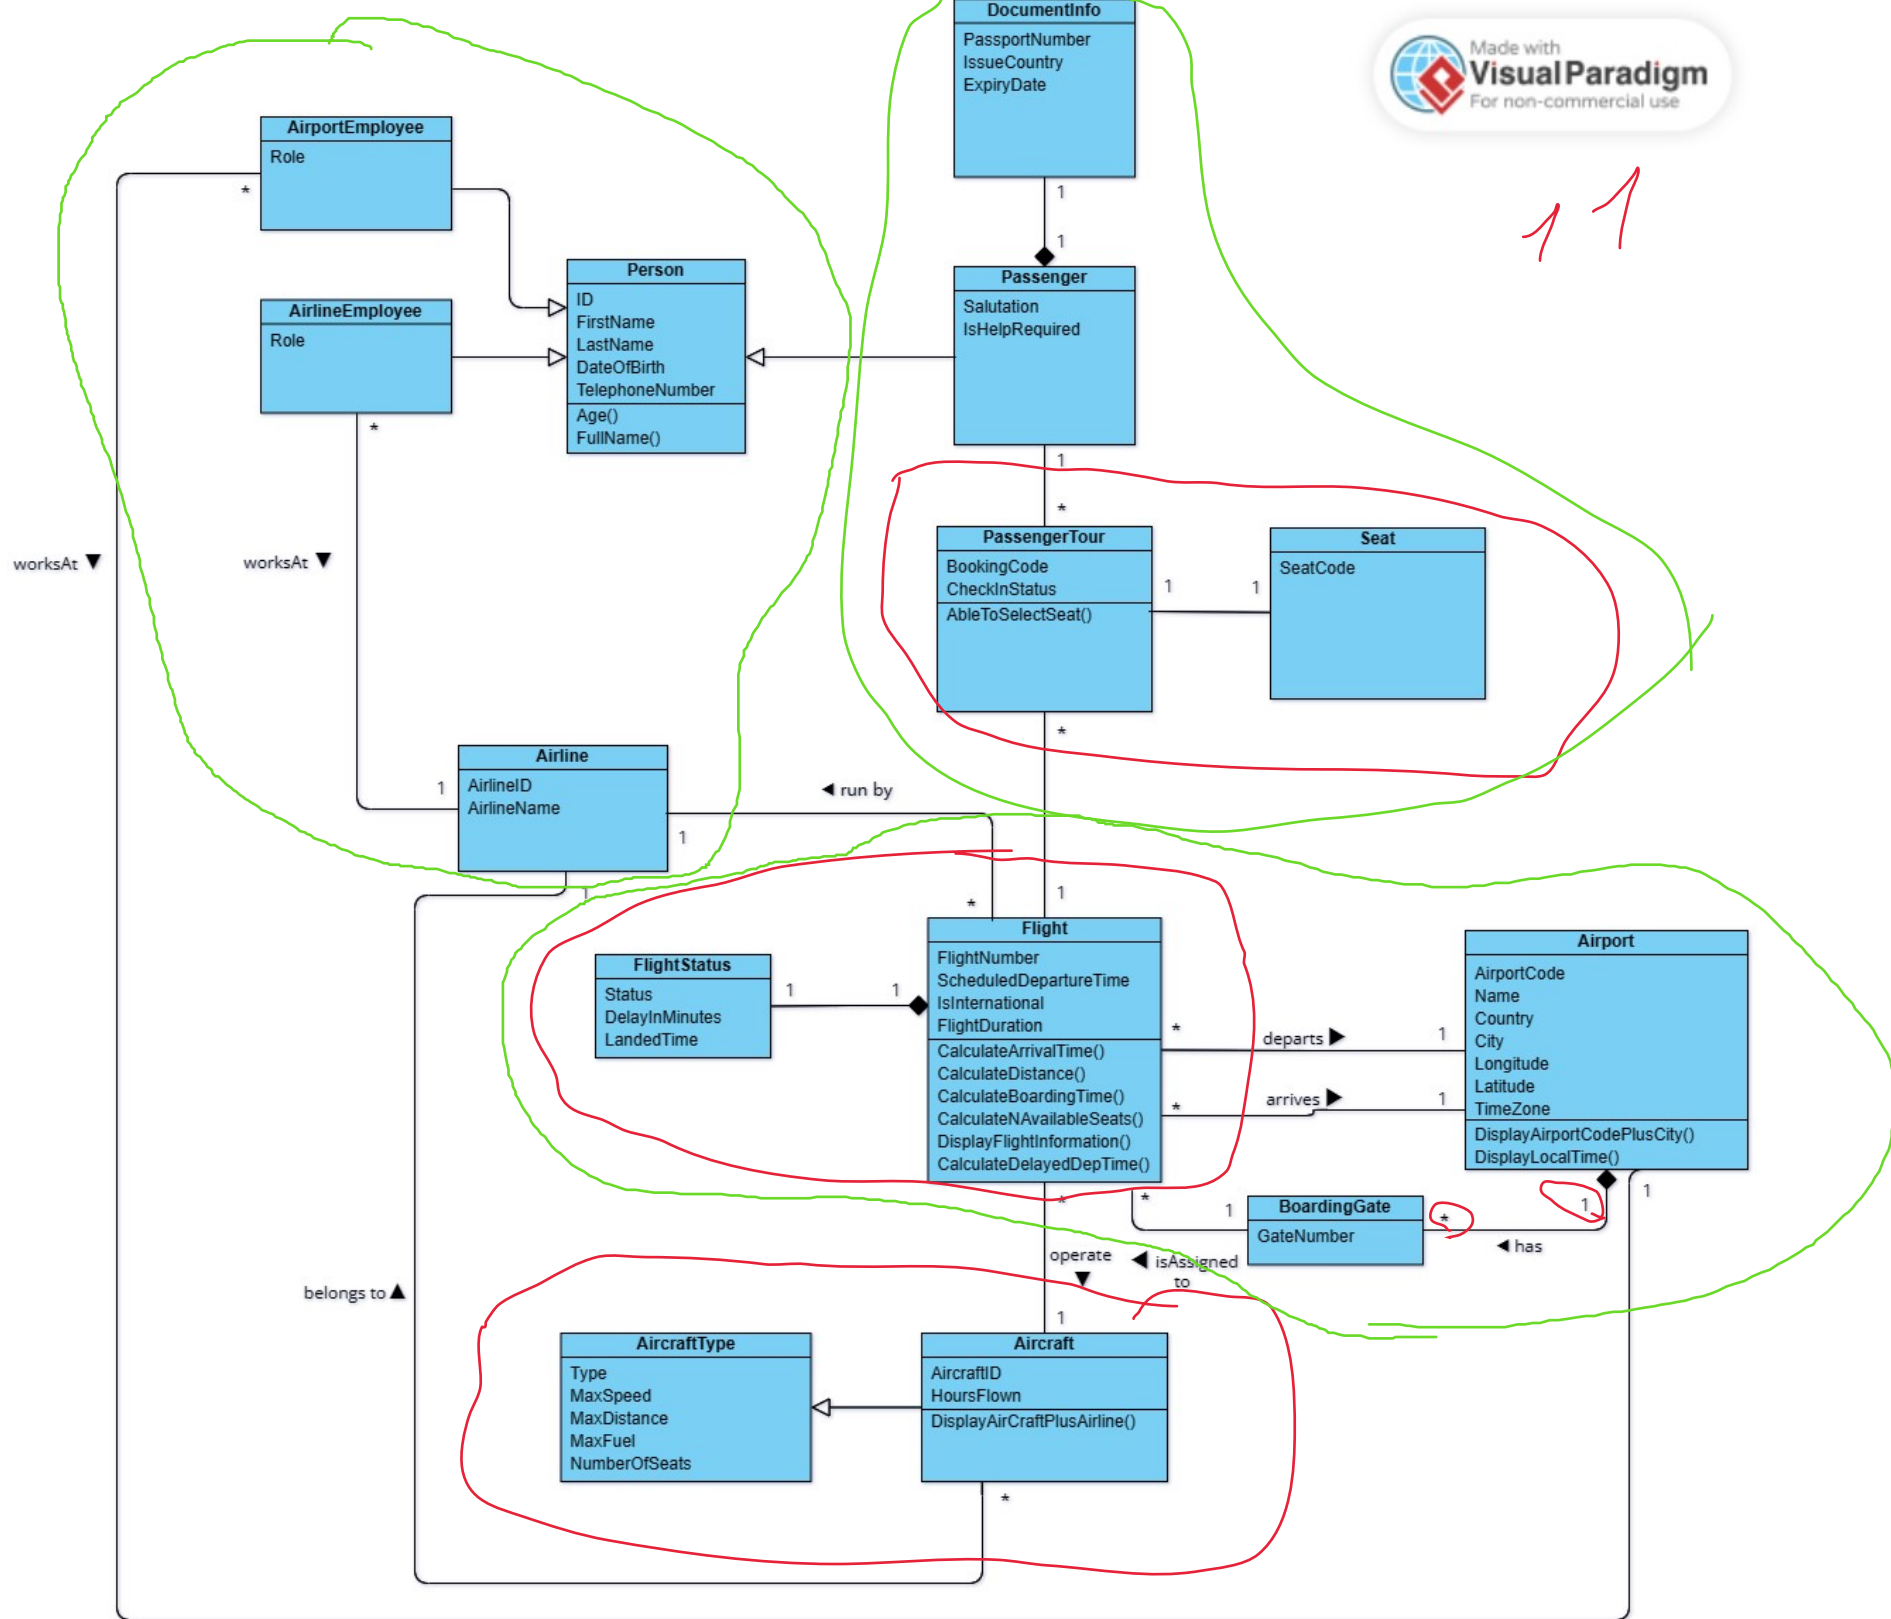 DocumentInfo
PassportNumber
IssueCountry
ExpiryDate
Made with
VisualParadigm
For non-commercial use
1 1
1
1
AirportEmployee
Role
*
Person
ID
FirstName
LastName
DateOfBirth
TelephoneNumber
Age()
FullName()
AirlineEmployee
Role
*
Passenger
Salutation
IsHelpRequired
1
*
PassengerTour
BookingCode
CheckInStatus
AbleToSelectSeat()
1
1
Seat
SeatCode
*
worksAt ▼
worksAt ▼
Airline
AirlineID
AirlineName
1
1
1
◄ run by
*
1
FlightStatus
Status
DelayInMinutes
LandedTime
1
1
Flight
FlightNumber
ScheduledDepartureTime
IsInternational
FlightDuration
CalculateArrivalTime()
CalculateDistance()
CalculateBoardingTime()
CalculateNAvailableSeats()
DisplayFlightInformation()
CalculateDelayedDepTime()
*
departs ►
1
*
arrives ►
1
Airport
AirportCode
Name
Country
City
Longitude
Latitude
TimeZone
DisplayAirportCodePlusCity()
DisplayLocalTime()
*
*
1
BoardingGate
GateNumber
*
1
1
◄ has
operate
▼
◄ isAssigned
to
belongs to ▲
1
AircraftType
Type
MaxSpeed
MaxDistance
MaxFuel
NumberOfSeats
Aircraft
AircraftID
HoursFlown
DisplayAirCraftPlusAirline()
*